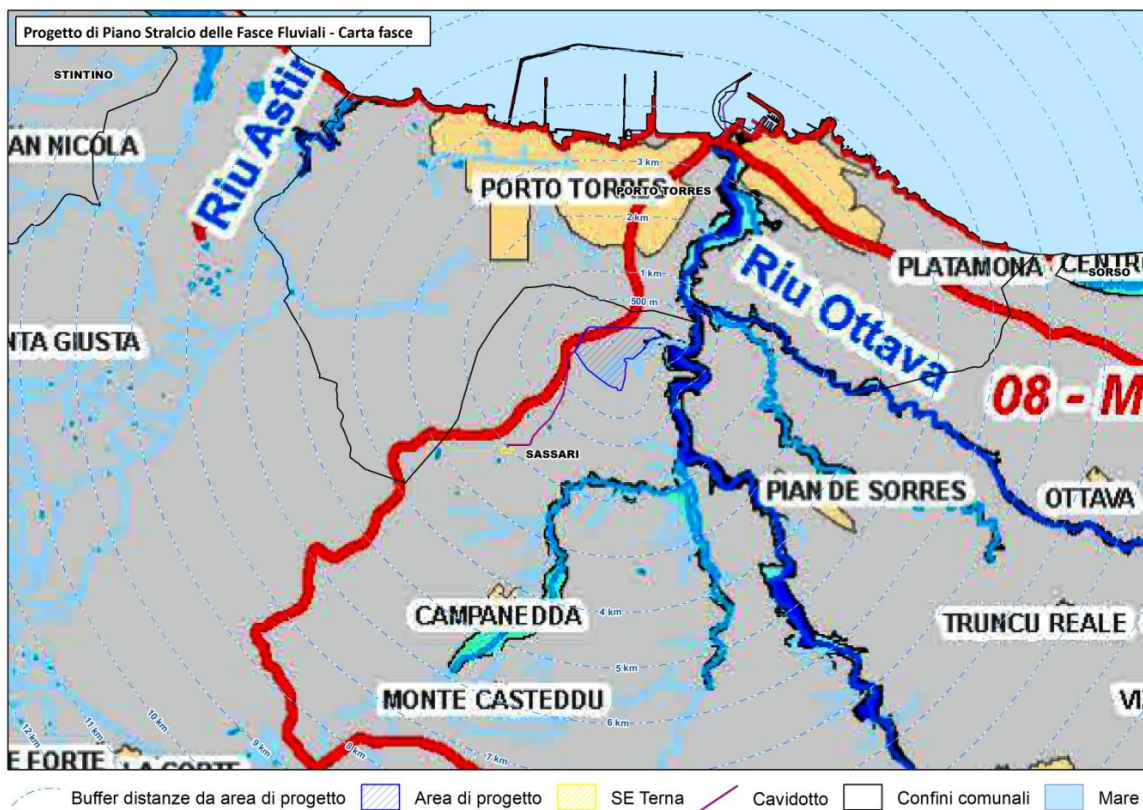 Progetto di Piano Stralcio delle Fasce Fluviali - Carta fasce
STINTINO
Riu Astin
AN NICOLA
3 km
PORTO TORRES
PORTO TORRES
2 km
Riu Ottava
PLATAMONA
CENTR
SORSO
1 km
500 m
NTA GIUSTA
08 - M
SASSARI
PIAN DE SORRES
OTTAVA
CAMPANEDDA
4 km
TRUNCU REALE
5 km
MONTE CASTEDDU
6 km
VI
7 km
8 km
9 km
10 km
11 km
12 km
E FORTE
LA CORTE
Buffer distanze da area di progetto
Area di progetto
SE Terna
Cavidotto
Confini comunali
Mare